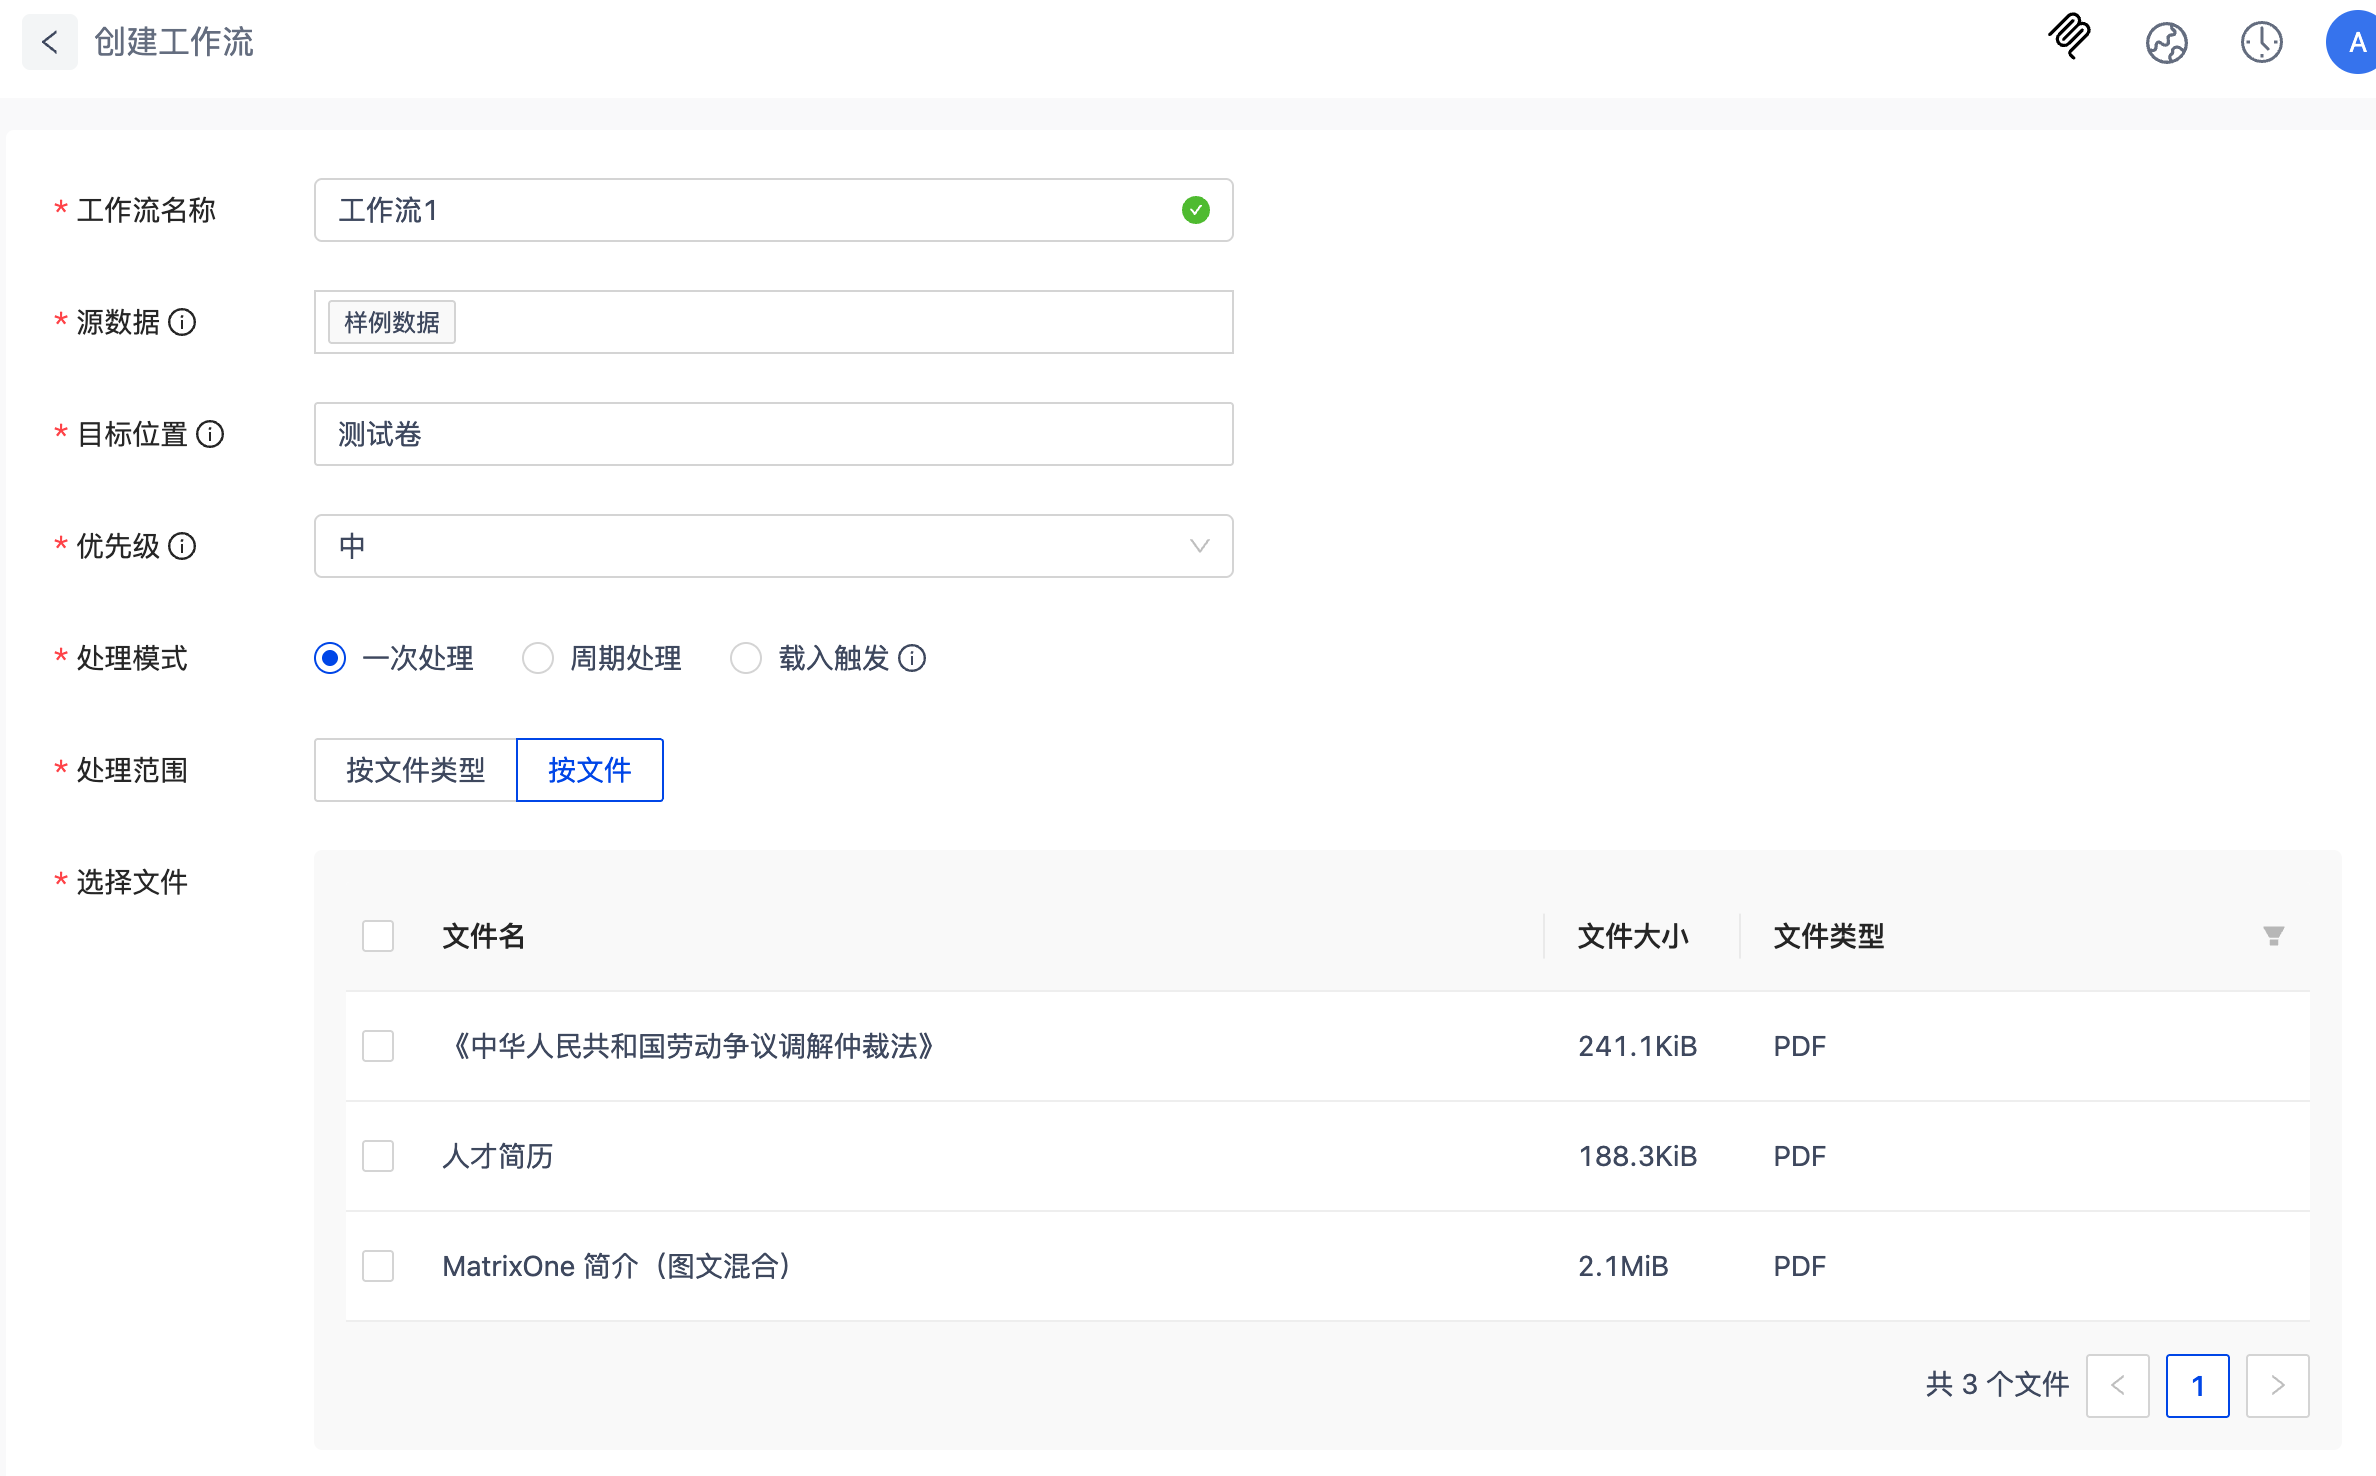 创建工作流
A
* 工作流名称
工作流1
* 源数据
样例数据
* 目标位置
测试卷
* 优先级
中
* 处理模式
一次处理 周期处理 载入触发
* 处理范围
按文件类型 按文件
* 选择文件
文件名 文件大小 文件类型
《中华人民共和国劳动争议调解仲裁法》 241.1KiB PDF
人才简历 188.3KiB PDF
MatrixOne 简介（图文混合） 2.1MiB PDF
共 3 个文件 < 1 >